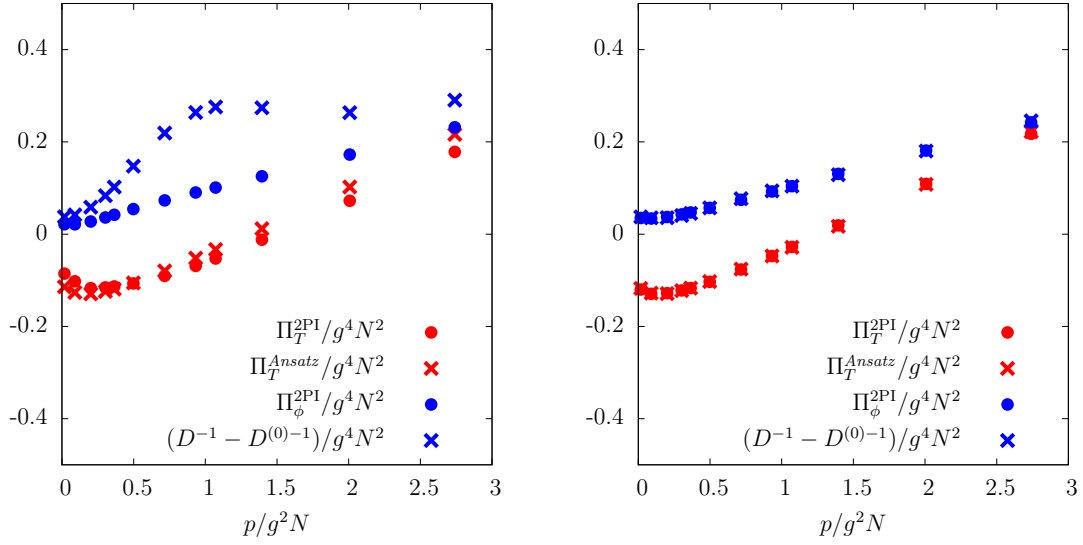 0.4
0.2
0
-0.2
-0.4
0 0.5 1 1.5 2 2.5 3
p/g²N
Π_T^{2PI}/g⁴N²
Π_T^{Ansatz}/g⁴N²
Π_ϕ^{2PI}/g⁴N²
(D⁻¹ − D^{(0)−1})/g⁴N²
0.4
0.2
0
-0.2
-0.4
0 0.5 1 1.5 2 2.5 3
p/g²N
Π_T^{2PI}/g⁴N²
Π_T^{Ansatz}/g⁴N²
Π_ϕ^{2PI}/g⁴N²
(D⁻¹ − D^{(0)−1})/g⁴N²